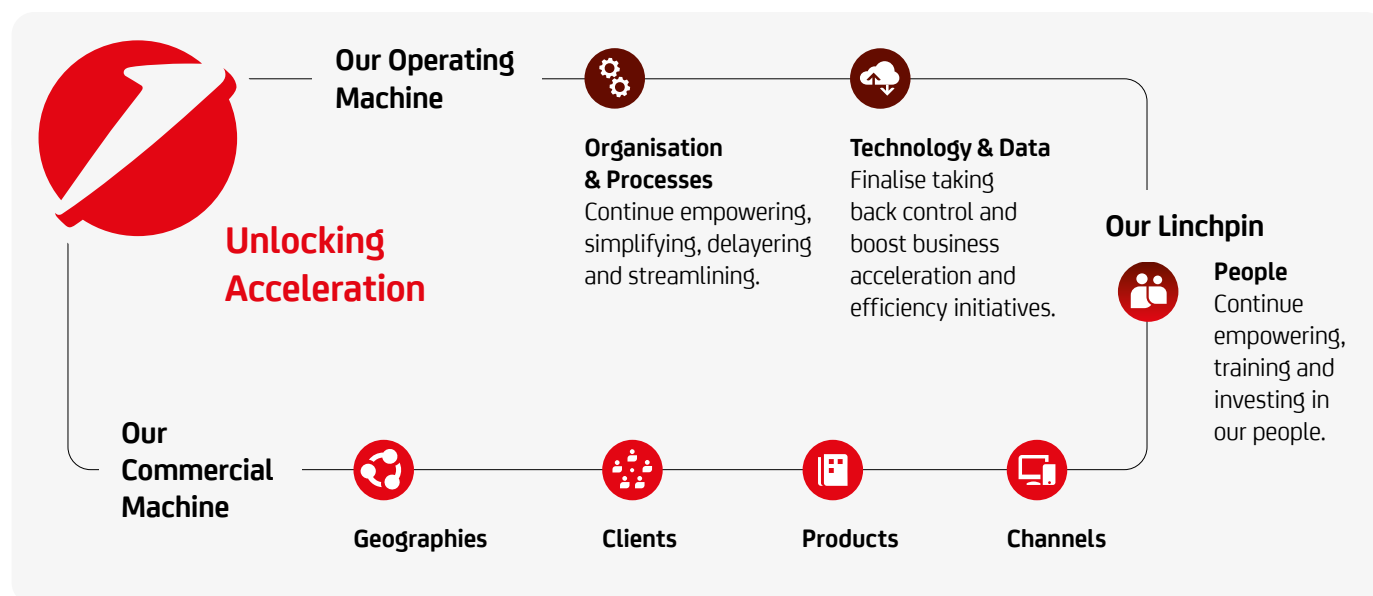 Our Operating
Machine
Organisation
& Processes
Continue empowering,
simplifying, delayering
and streamlining.
Technology & Data
Finalise taking
back control and
boost business
acceleration and
efficiency initiatives.
Unlocking
Acceleration
Our Linchpin
People
Continue
empowering,
training and
investing in
our people.
Our
Commercial
Machine
Geographies
Clients
Products
Channels